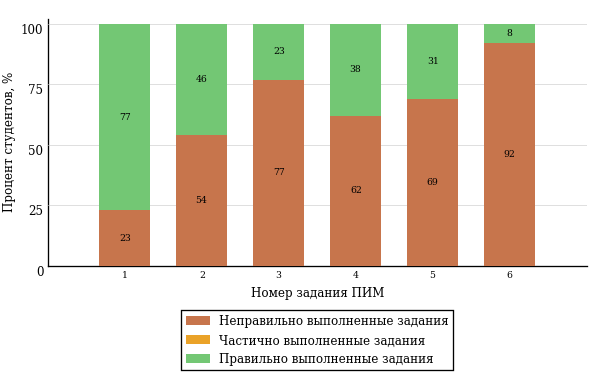 100
75
50
25
0
Процент студентов, %
77 46 23 38 31 8
23 54 77 62 69 92
1 2 3 4 5 6
Номер задания ПИМ
Неправильно выполненные задания
Частично выполненные задания
Правильно выполненные задания